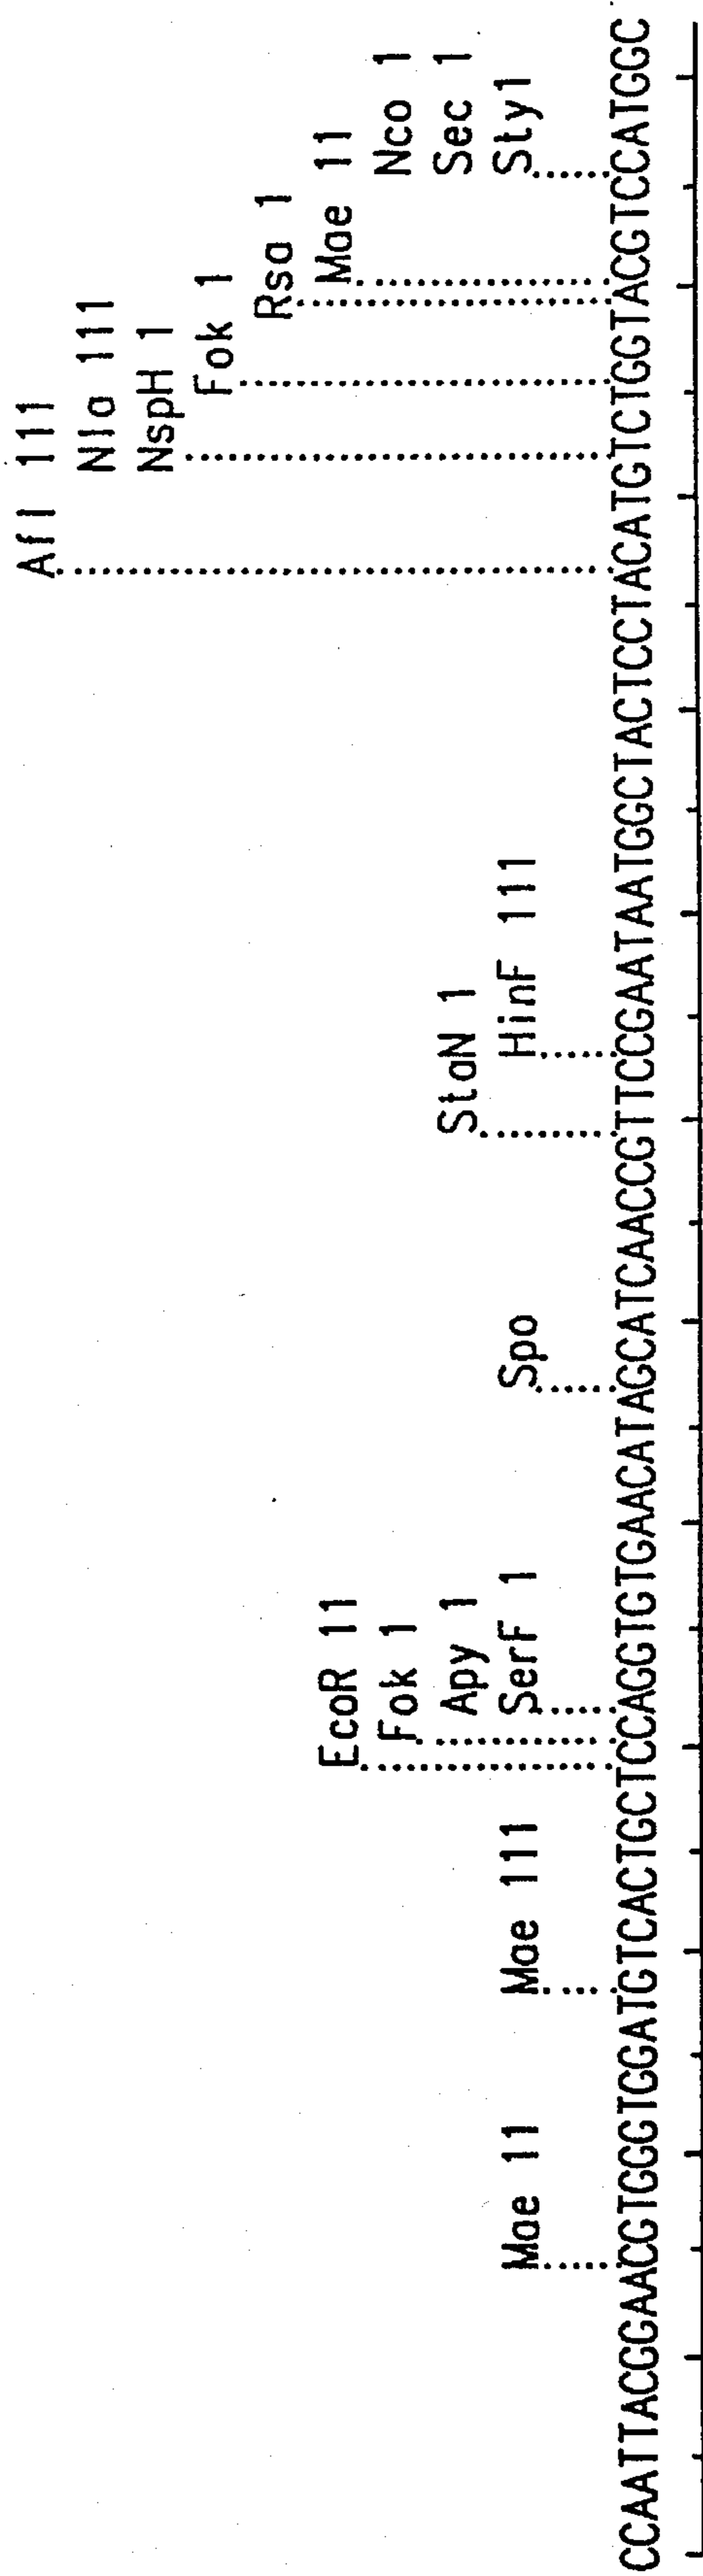 Afl 111
Nla 111
NspH 1
Fok 1
Rsa 1
EcoR 11 Mae 11
Fok 1 Nco 1
Apy 1 StaN 1 Sec 1
Mae 11 Mae 111 SerF 1 Spo HinF 111 Sty1
CCAATTACGGAACGTGGGTGGATGTCACTGCTCCAGGTGTGAACATAGCATCAACCGTTCCGAATAATGGCTACTCCTACATGTCTGGTACGTCCATGGC